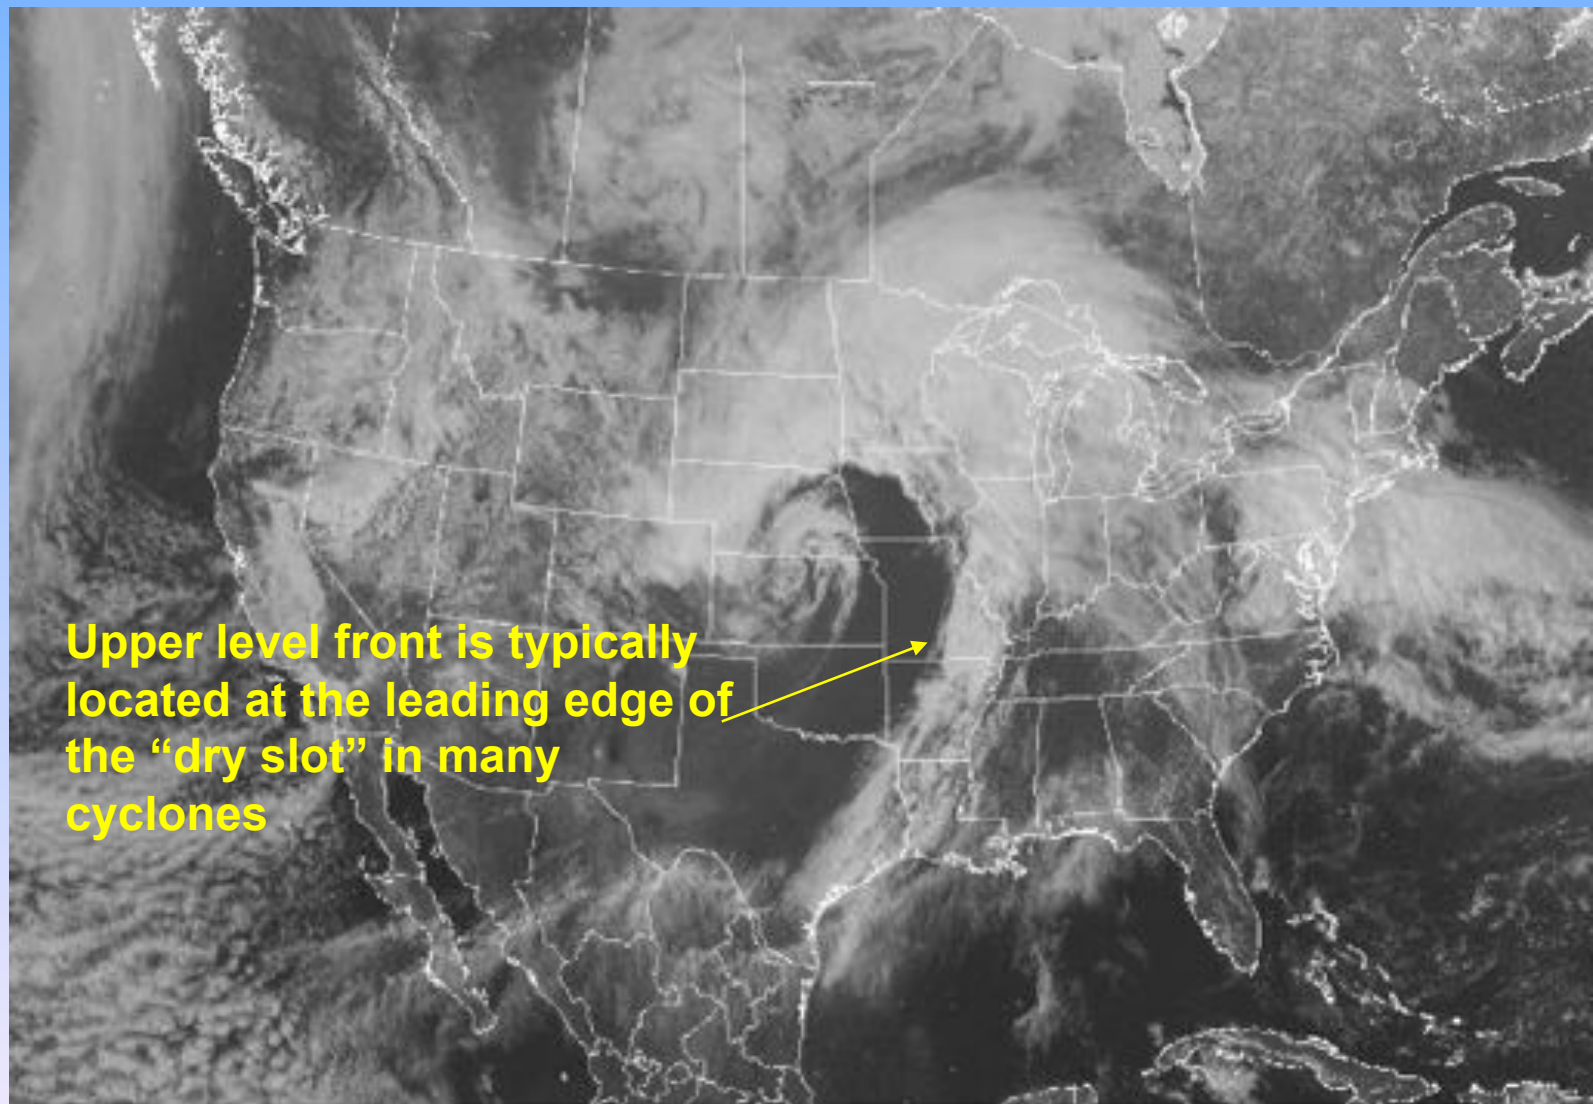 Upper level front is typically
located at the leading edge of
the “dry slot” in many
cyclones